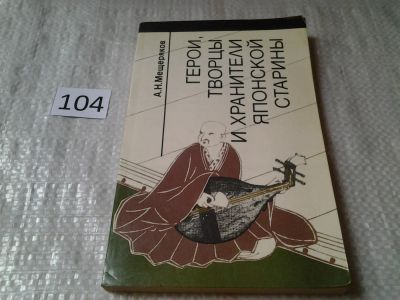 104
А.Н.Мещеряков
ГЕРОИ,
ТВОРЦЫ
И ХРАНИТЕЛИ
ЯПОНСКОЙ
СТАРИНЫ